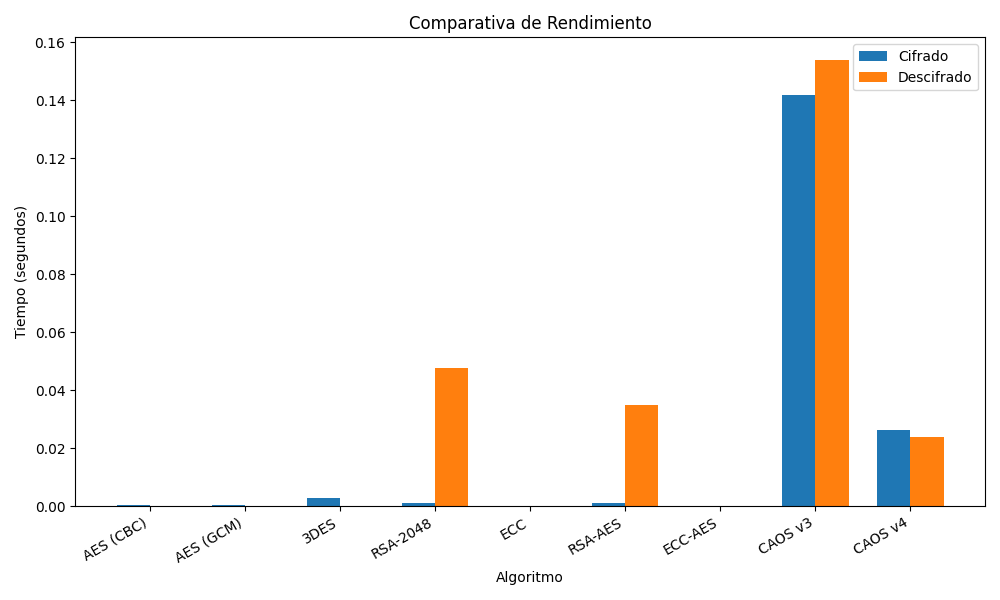 Comparativa de Rendimiento
Cifrado
Descifrado
Tiempo (segundos)
0.16
0.14
0.12
0.10
0.08
0.06
0.04
0.02
0.00
AES (CBC)
AES (GCM)
3DES
RSA-2048
ECC
RSA-AES
ECC-AES
CAOS v3
CAOS v4
Algoritmo